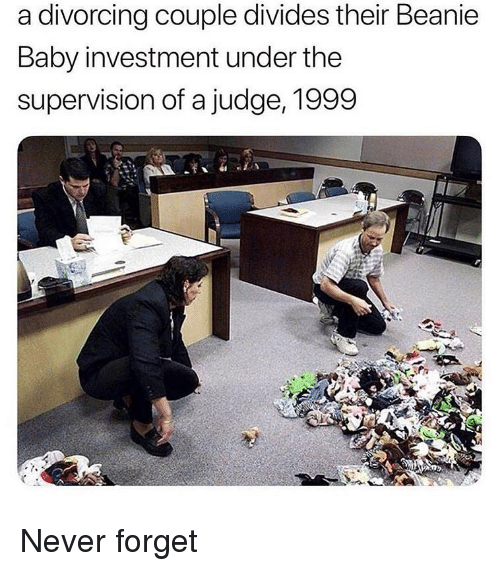 a divorcing couple divides their Beanie
Baby investment under the
supervision of a judge, 1999
Never forget